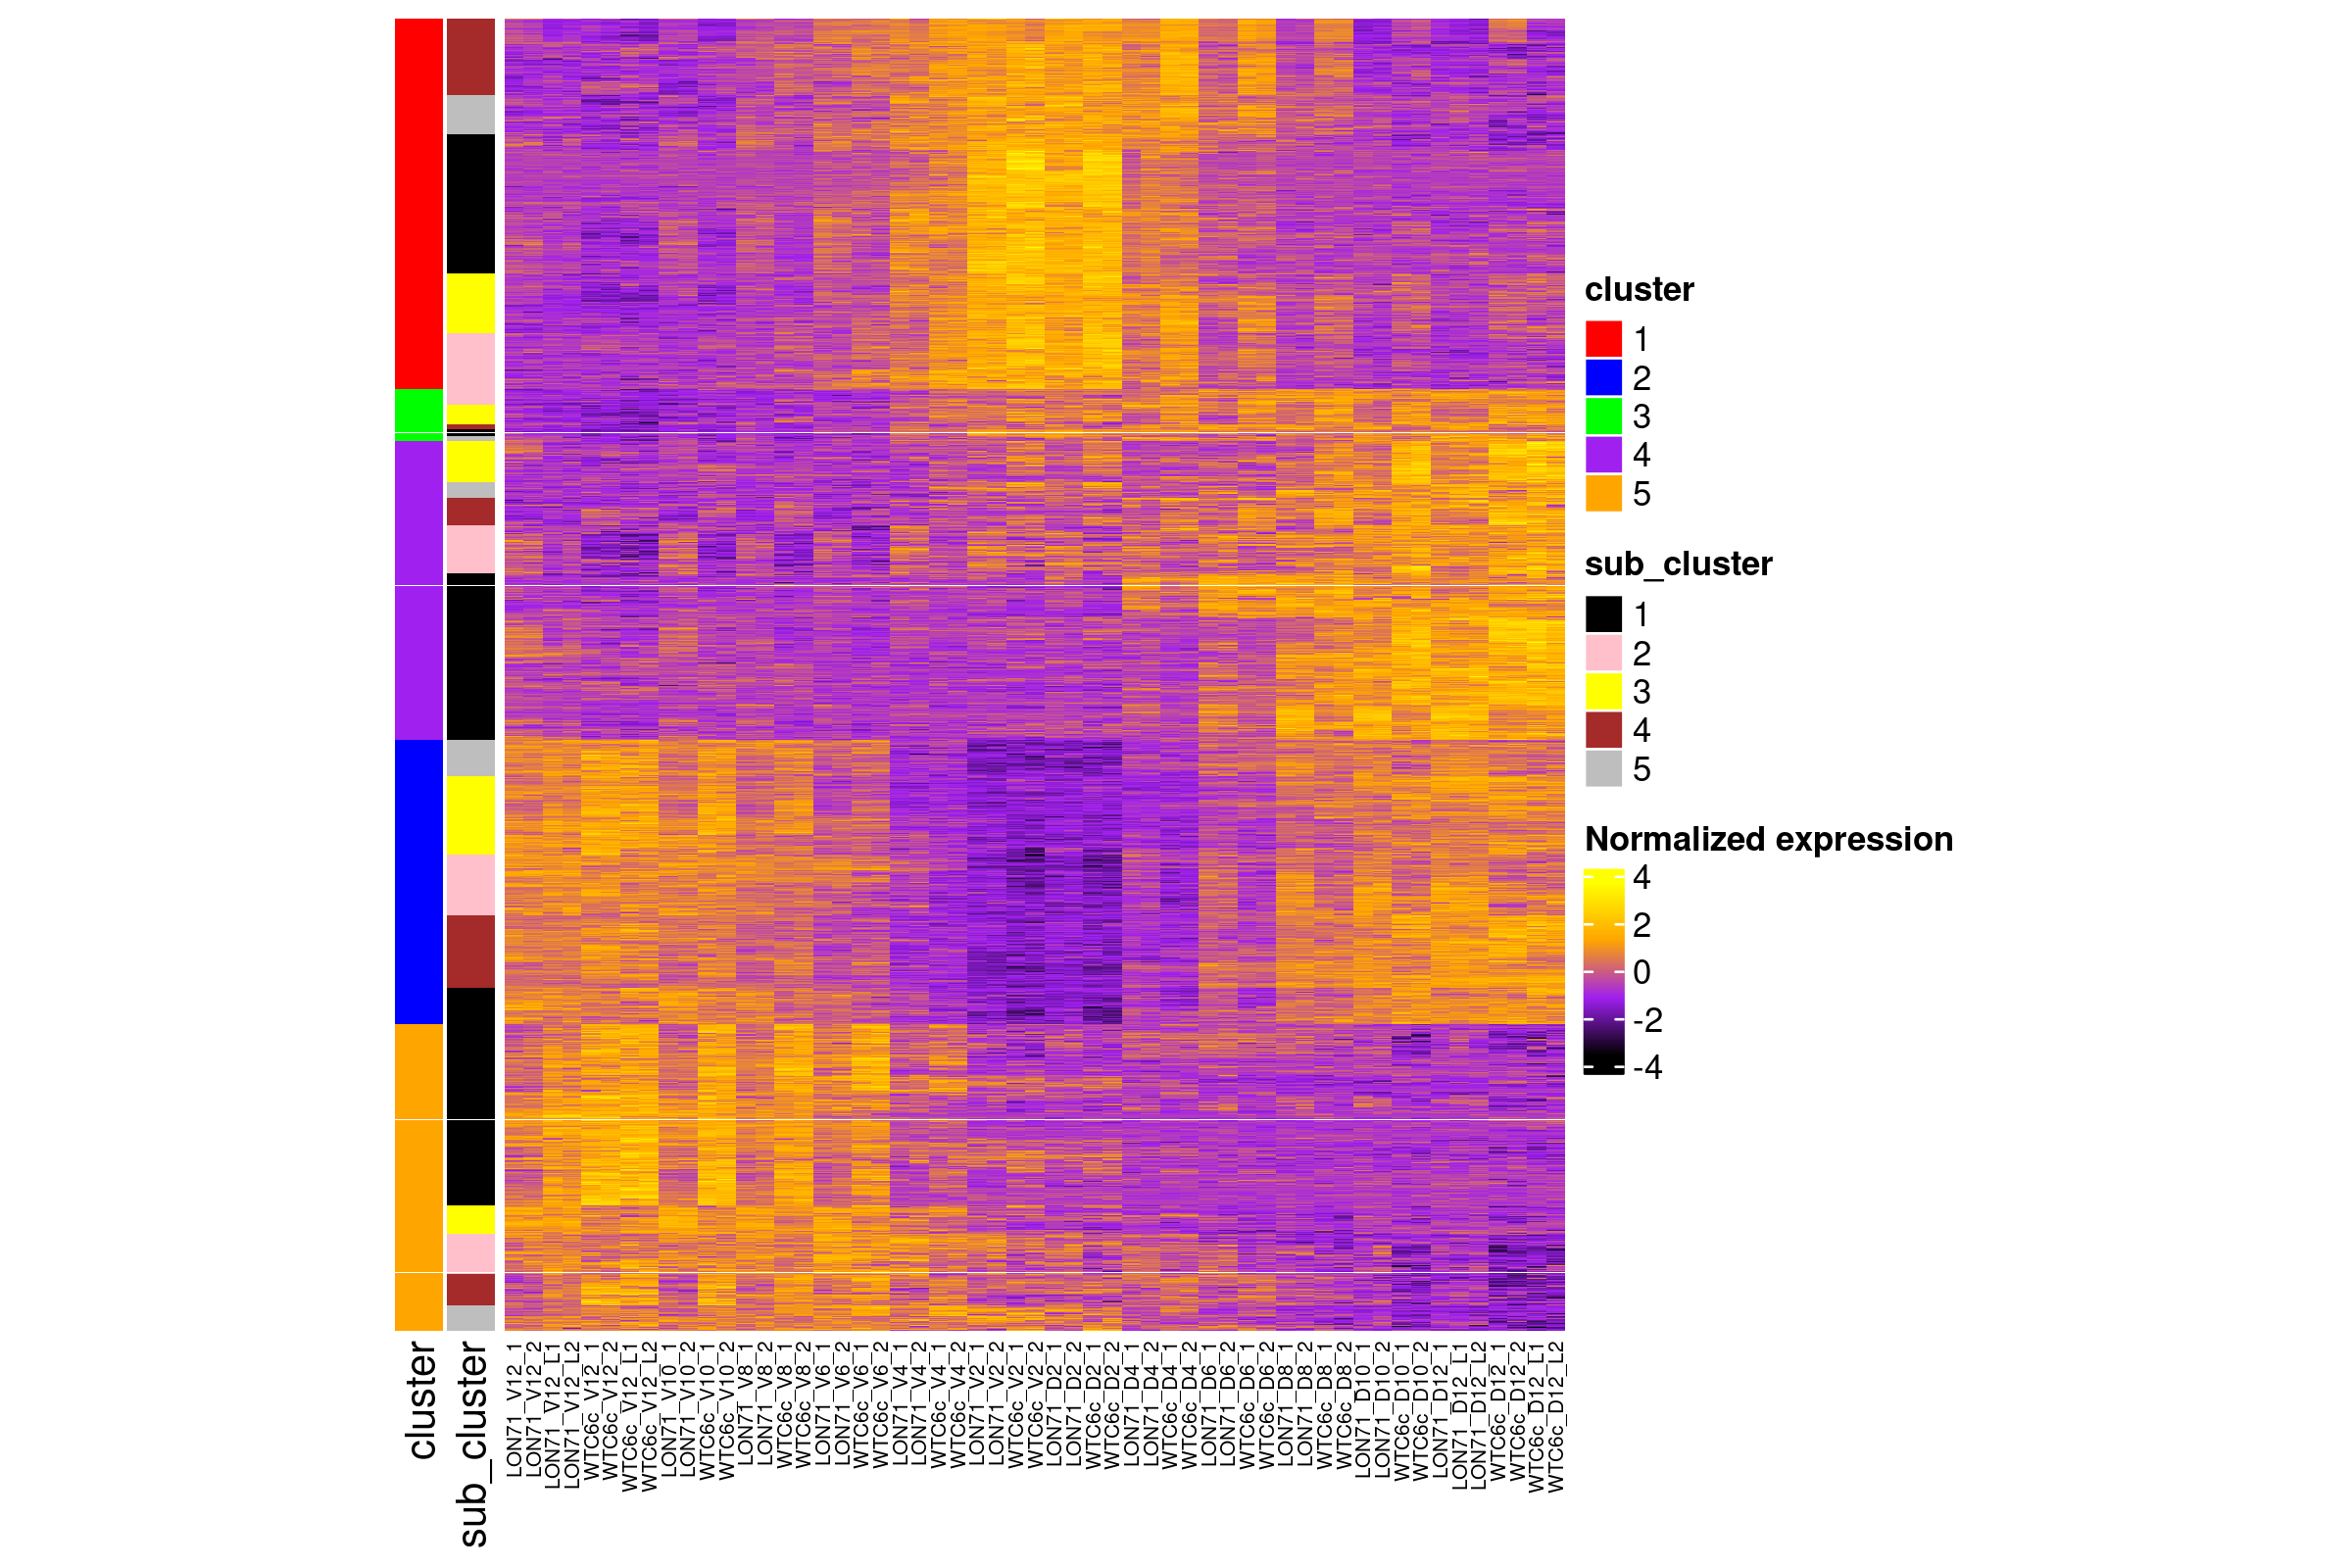 cluster
1
2
3
4
5
sub_cluster
1
2
3
4
5
Normalized expression
4
2
0
-2
-4
cluster
sub_cluster
LON71_V12_1
LON71_V12_2
LON71_V12_L1
LON71_V12_L2
WTC6c_V12_1
WTC6c_V12_2
WTC6c_V12_L1
WTC6c_V12_L2
LON71_V10_1
LON71_V10_2
WTC6c_V10_1
WTC6c_V10_2
LON71_V8_1
LON71_V8_2
WTC6c_V8_1
WTC6c_V8_2
LON71_V6_1
LON71_V6_2
WTC6c_V6_1
WTC6c_V6_2
LON71_V4_1
LON71_V4_2
WTC6c_V4_1
WTC6c_V4_2
LON71_V2_1
LON71_V2_2
WTC6c_V2_1
WTC6c_V2_2
LON71_D2_1
LON71_D2_2
WTC6c_D2_1
WTC6c_D2_2
LON71_D4_1
LON71_D4_2
WTC6c_D4_1
WTC6c_D4_2
LON71_D6_1
LON71_D6_2
WTC6c_D6_1
WTC6c_D6_2
LON71_D8_1
LON71_D8_2
WTC6c_D8_1
WTC6c_D8_2
LON71_D10_1
LON71_D10_2
WTC6c_D10_1
WTC6c_D10_2
LON71_D12_1
LON71_D12_L1
LON71_D12_L2
WTC6c_D12_1
WTC6c_D12_2
WTC6c_D12_L1
WTC6c_D12_L2